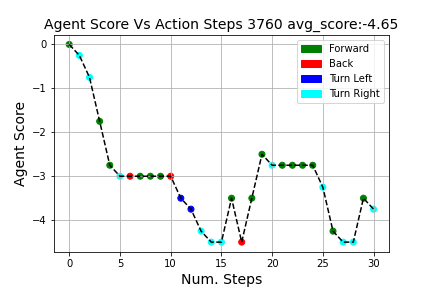 Agent Score Vs Action Steps 3760 avg_score:-4.65
0
−1
−2
−3
−4
Agent Score
Forward
Back
Turn Left
Turn Right
0 5 10 15 20 25 30
Num. Steps